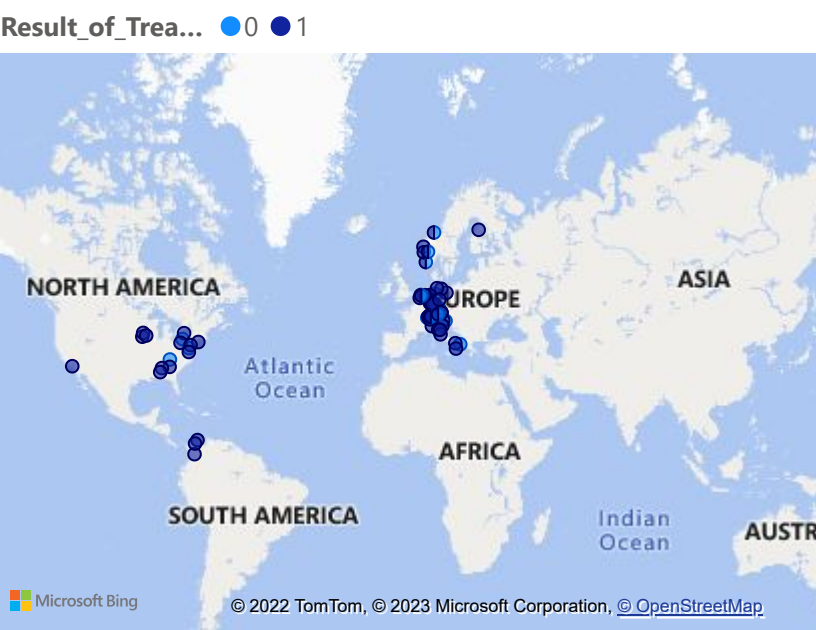 Result_of_Trea... 0 1
NORTH AMERICA
EUROPE
ASIA
Atlantic
Ocean
AFRICA
SOUTH AMERICA
Indian
Ocean
AUSTR
Microsoft Bing
© 2022 TomTom, © 2023 Microsoft Corporation, © OpenStreetMap